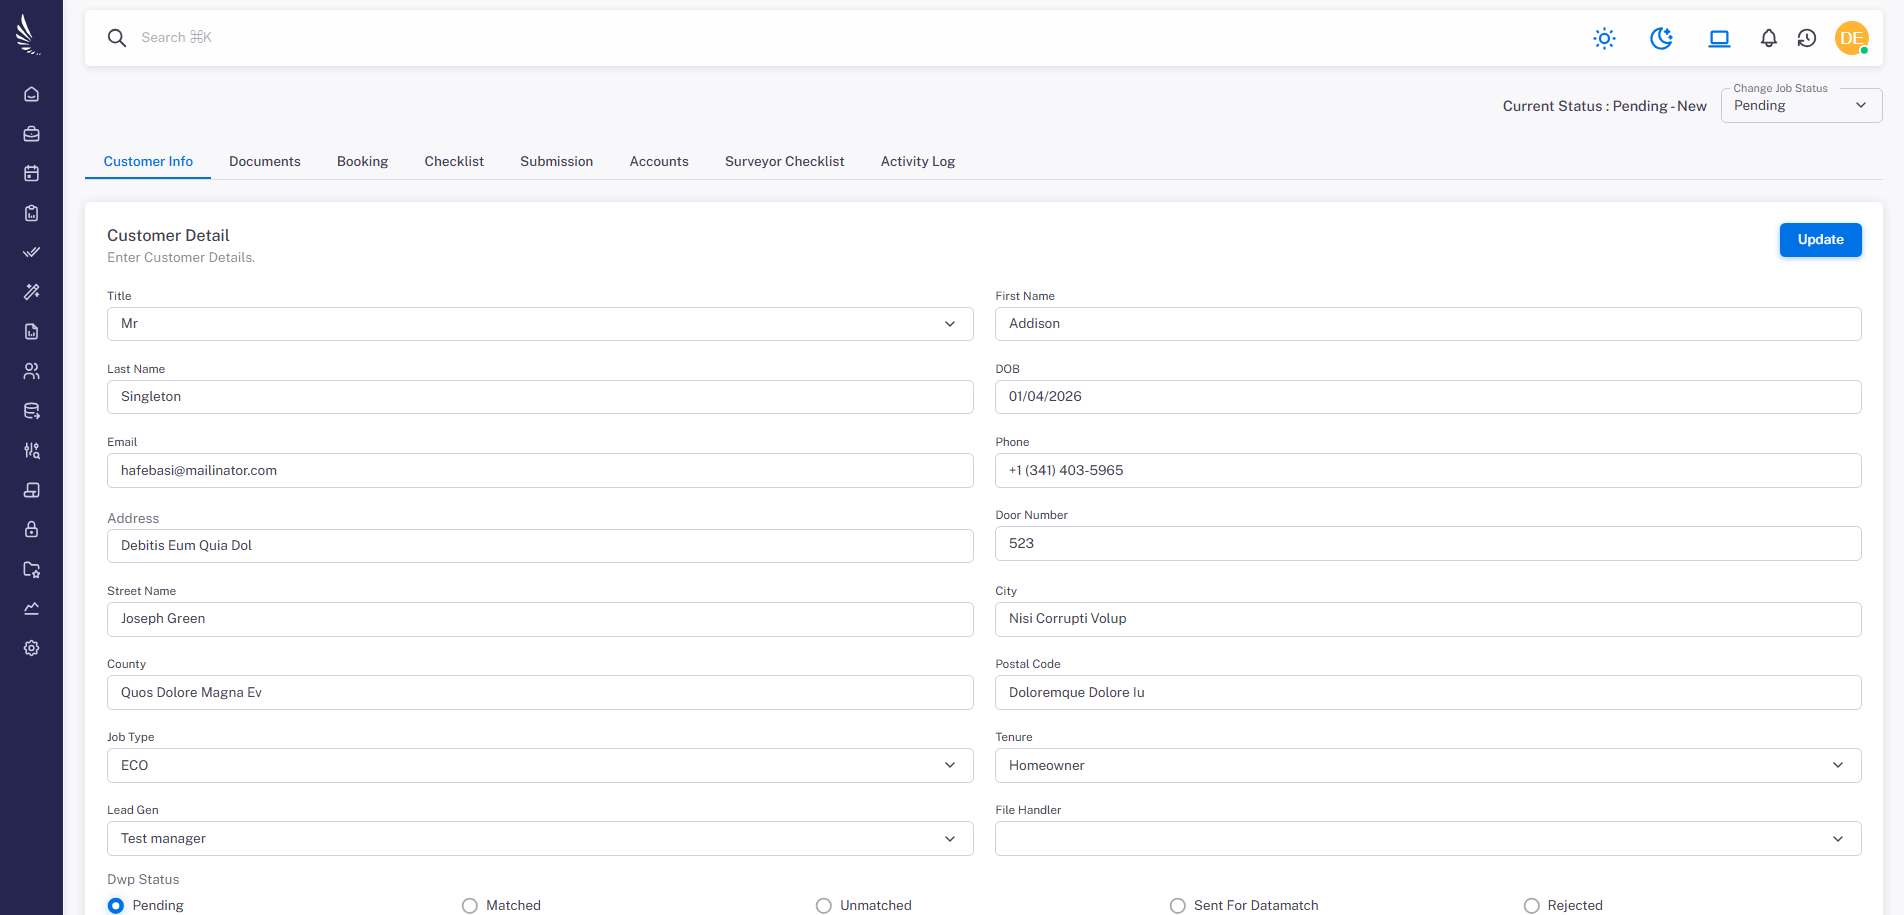 Search ⌘K
DE
Current Status : Pending - New
Change Job Status
Pending
Customer Info
Documents
Booking
Checklist
Submission
Accounts
Surveyor Checklist
Activity Log
Customer Detail
Enter Customer Details.
Update
Title
Mr
First Name
Addison
Last Name
Singleton
DOB
01/04/2026
Email
hafebasi@mailinator.com
Phone
+1 (341) 403-5965
Address
Debitis Eum Quia Dol
Door Number
523
Street Name
Joseph Green
City
Nisi Corrupti Volup
County
Quos Dolore Magna Ev
Postal Code
Doloremque Dolore Iu
Job Type
ECO
Tenure
Homeowner
Lead Gen
Test manager
File Handler
Dwp Status
Pending
Matched
Unmatched
Sent For Datamatch
Rejected